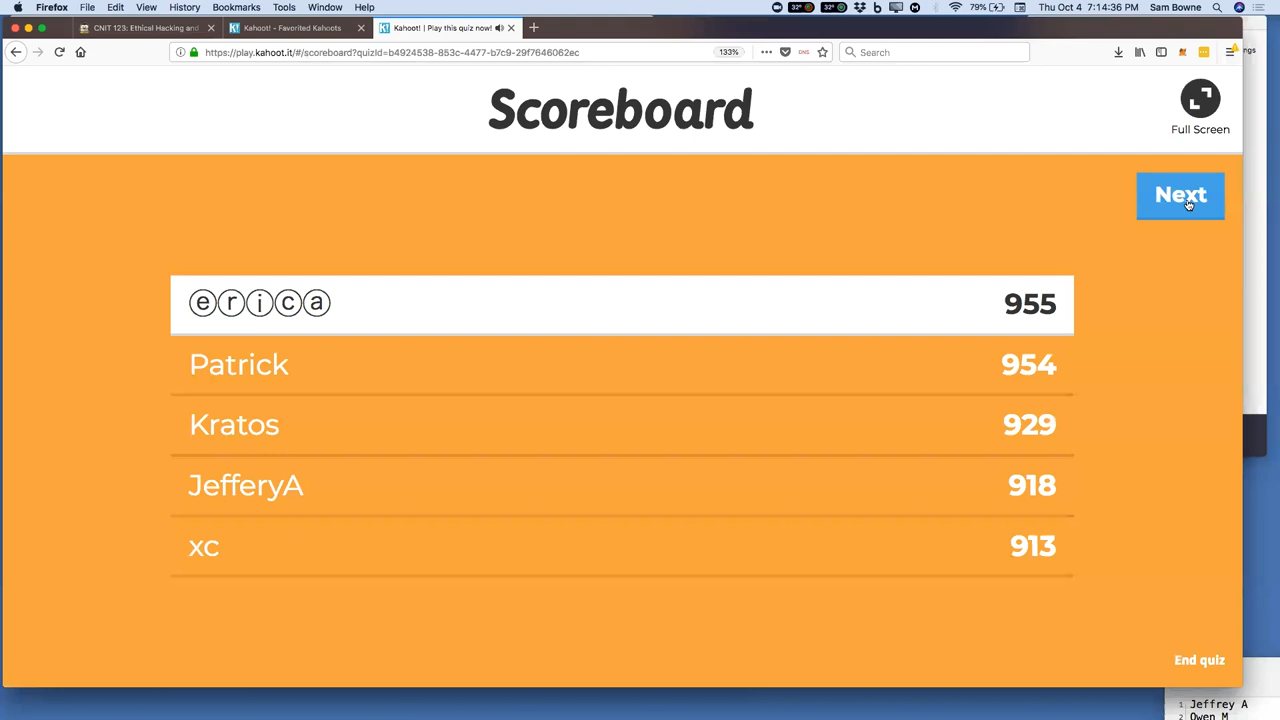 Firefox File Edit View History Bookmarks Tools Window Help 32° 32° 79% Thu Oct 4 7:14:36 PM Sam Bowne
CNIT 123: Ethical Hacking and Kahoot! - Favorited Kahoots Kahoot! | Play this quiz now!
https://play.kahoot.it/#/scoreboard?quizId=b4924538-853c-4477-b7c9-29f7646062ec 133% Search
Scoreboard
Full Screen
Next
ⓔⓡⓘⓒⓐ 955
Patrick 954
Kratos 929
JefferyA 918
xc 913
End quiz
1 Jeffrey A
2 Owen M